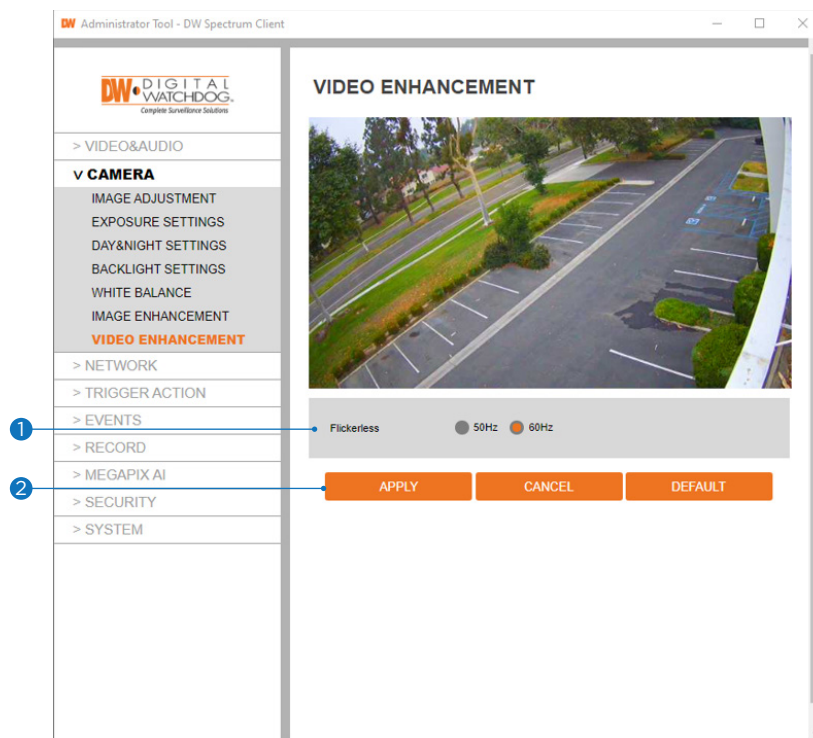 DW Administrator Tool - DW Spectrum Client
DW DIGITAL
WATCHDOG.
Complete Surveillance Solutions
> VIDEO&AUDIO
v CAMERA
IMAGE ADJUSTMENT
EXPOSURE SETTINGS
DAY&NIGHT SETTINGS
BACKLIGHT SETTINGS
WHITE BALANCE
IMAGE ENHANCEMENT
VIDEO ENHANCEMENT
> NETWORK
> TRIGGER ACTION
> EVENTS
> RECORD
> MEGAPIX AI
> SECURITY
> SYSTEM
VIDEO ENHANCEMENT
1
Flickerless 50Hz 60Hz
2
APPLY CANCEL DEFAULT